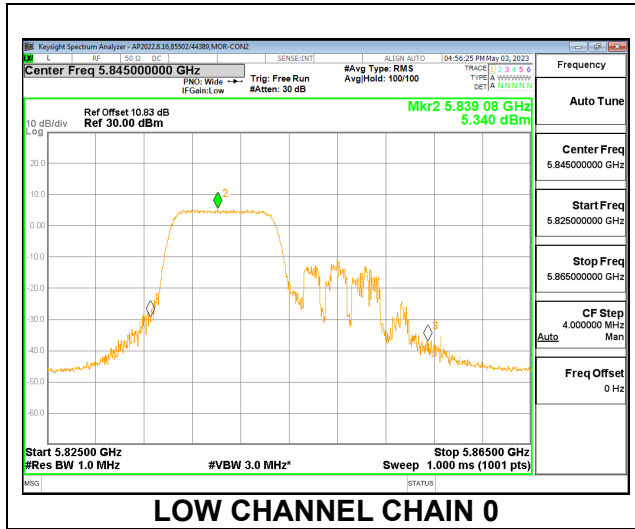 Keysight Spectrum Analyzer - AP2022.8.16,85502/44389,MOR-CON2
L RF 50 Ω DC SENSE:INT ALIGN AUTO 04:56:25 PM May 03, 2023
Center Freq 5.845000000 GHz
PNO: Wide
IFGain:Low
Trig: Free Run
#Atten: 30 dB
#Avg Type: RMS
Avg|Hold: 100/100
TRACE 1 2 3 4 5 6
TYPE A WWWWW
DET A N N N N N
Frequency
Mkr2 5.839 08 GHz
5.340 dBm
Ref Offset 10.83 dB
Ref 30.00 dBm
10 dB/div
Log
20.0
10.0
0.00
-10.0
-20.0
-30.0
-40.0
-50.0
-60.0
2
3
Start 5.82500 GHz
Stop 5.86500 GHz
#Res BW 1.0 MHz
#VBW 3.0 MHz*
Sweep 1.000 ms (1001 pts)
MSG
STATUS
Auto Tune
Center Freq
5.845000000 GHz
Start Freq
5.825000000 GHz
Stop Freq
5.865000000 GHz
CF Step
4.000000 MHz
Auto Man
Freq Offset
0 Hz
LOW CHANNEL CHAIN 0